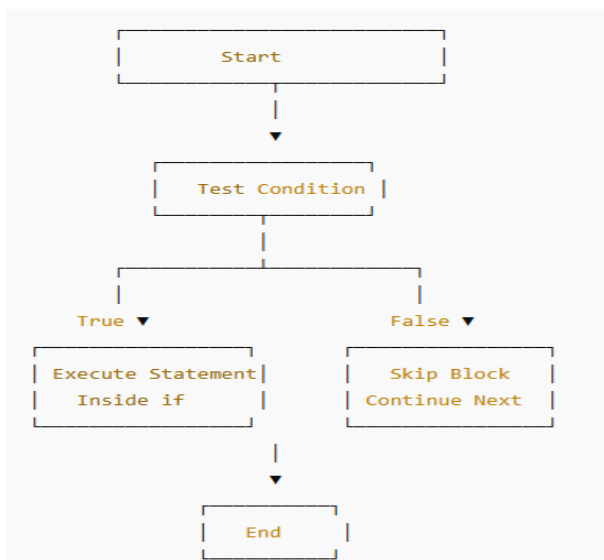 Start
Test Condition
True False
Execute Statement Skip Block
Inside if Continue Next
End